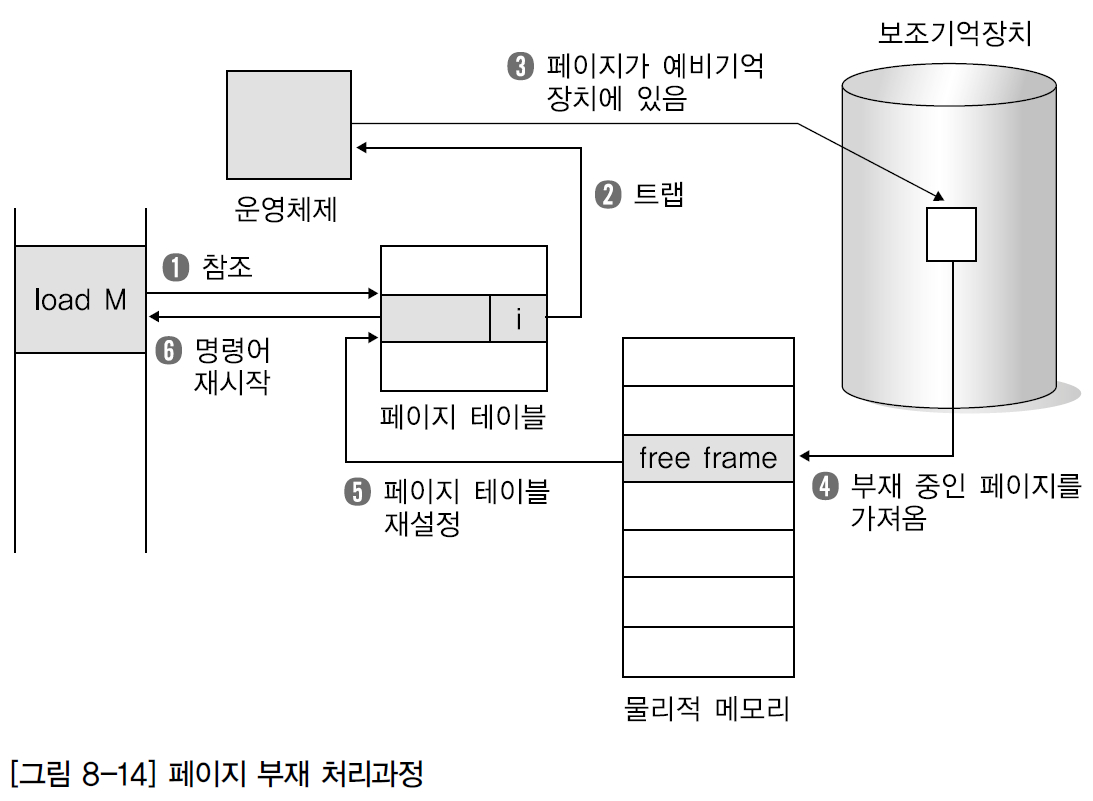 보조기억장치
❸ 페이지가 예비기억
장치에 있음
운영체제
❷ 트랩
❶ 참조
load M
i
❻ 명령어
재시작
페이지 테이블
free frame
❺ 페이지 테이블
재설정
❹ 부재 중인 페이지를
가져옴
물리적 메모리
[그림 8-14] 페이지 부재 처리과정